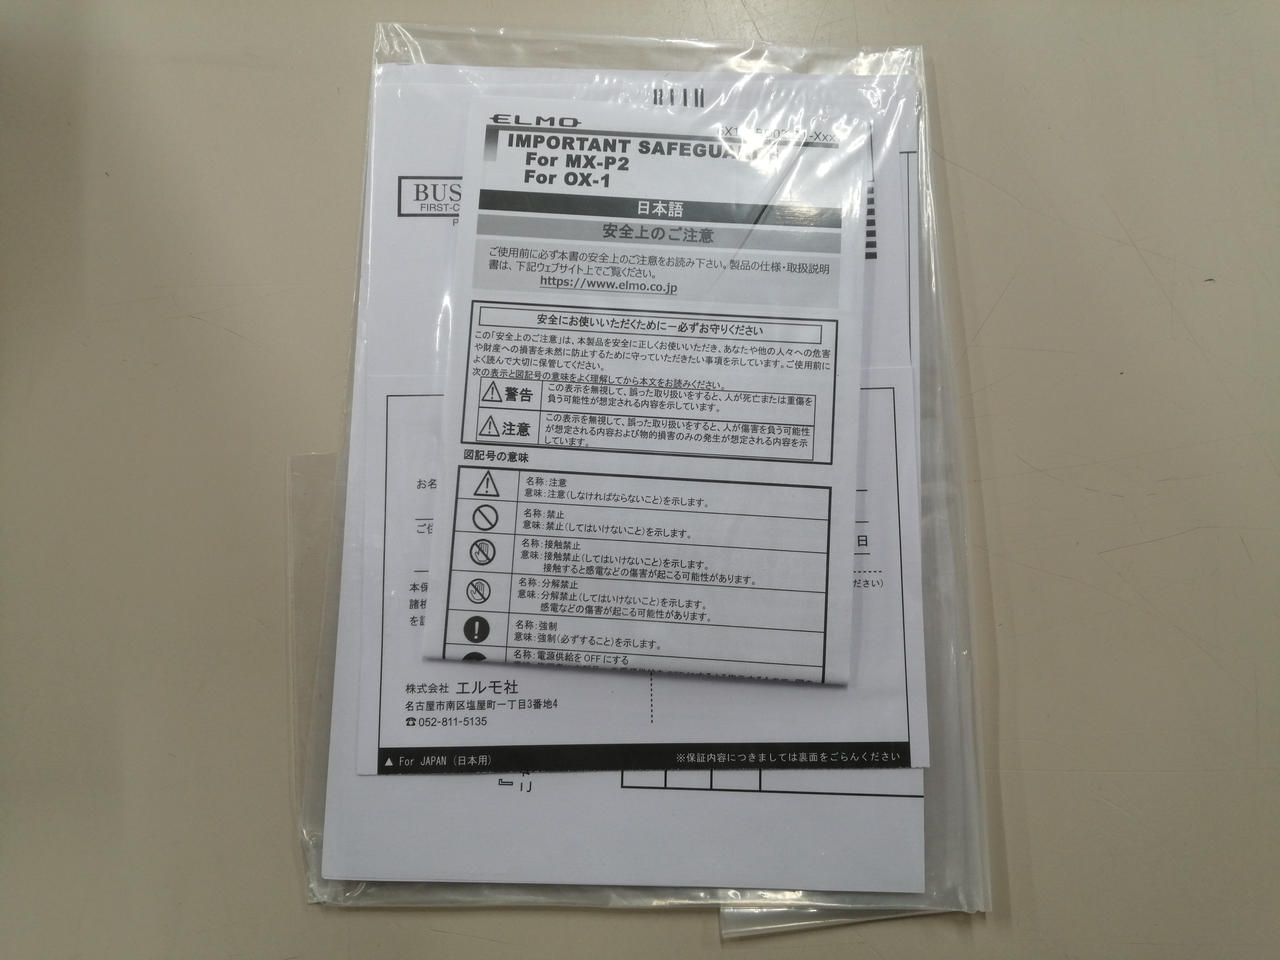 ELMO
IMPORTANT SAFEGUA
For MX-P2
For OX-1
日本語
安全上のご注意
ご使用前に必ず本書の安全上のご注意をお読み下さい。製品の仕様・取扱説明
書は、下記ウェブサイト上でご覧ください。
https://www.elmo.co.jp
安全にお使いいただくために－必ずお守りください
この「安全上のご注意」は、本製品を安全に正しくお使いいただき、あなたや他の人々への危害
や財産への損害を未然に防止するために守っていただきたい事項を示しています。ご使用前に
よく読んで大切に保管してください。
次の表示と図記号の意味をよく理解してから本文をお読みください。
警告
この表示を無視して、誤った取り扱いをすると、人が死亡または重傷を
負う可能性が想定される内容を示しています。
注意
この表示を無視して、誤った取り扱いをすると、人が傷害を負う可能性
が想定される内容および物的損害のみの発生が想定される内容を示
しています。
図記号の意味
名称：注意
意味：注意（しなければならないこと）を示します。
名称：禁止
意味：禁止（してはいけないこと）を示します。
名称：接触禁止
意味：接触禁止（してはいけないこと）を示します。
接触すると感電などの傷害が起こる可能性があります。
名称：分解禁止
意味：分解禁止（してはいけないこと）を示します。
感電などの傷害が起こる可能性があります。
名称：強制
意味：強制（必ずすること）を示します。
名称：電源供給をOFFにする
BUS
FIRST-C
P
お名
ご住
日
ださい）
本保
諸校
を記
株式会社 エルモ社
名古屋市南区塩屋町一丁目3番地4
☎052-811-5135
▲ For JAPAN (日本用)
※保証内容につきましては裏面をごらんください